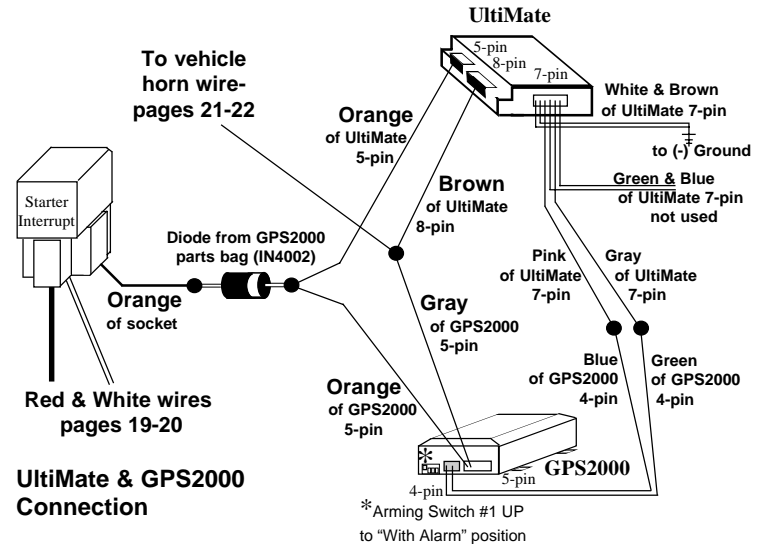 UltiMate
5-pin
8-pin
7-pin
To vehicle
horn wire-
pages 21-22
White & Brown
of UltiMate 7-pin
to (-) Ground
Green & Blue
of UltiMate 7-pin
not used
Orange
of UltiMate
5-pin
Brown
of UltiMate
8-pin
Starter
Interrupt
Diode from GPS2000
parts bag (IN4002)
Orange
of socket
Pink
of UltiMate
7-pin
Gray
of UltiMate
7-pin
Gray
of GPS2000
5-pin
Blue
of GPS2000
4-pin
Green
of GPS2000
4-pin
Orange
of GPS2000
5-pin
Red & White wires
pages 19-20
*
GPS2000
4-pin
5-pin
UltiMate & GPS2000
Connection
*Arming Switch #1 UP
to "With Alarm" position